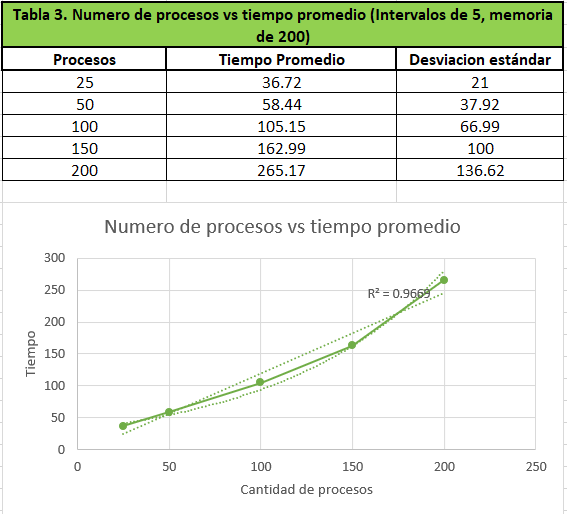 Tabla 3. Numero de procesos vs tiempo promedio (Intervalos de 5, memoria
de 200)
Procesos Tiempo Promedio Desviacion estándar
25 36.72 21
50 58.44 37.92
100 105.15 66.99
150 162.99 100
200 265.17 136.62
Numero de procesos vs tiempo promedio
300
250
200
150
100
50
0
Tiempo
R² = 0.9669
0 50 100 150 200 250
Cantidad de procesos